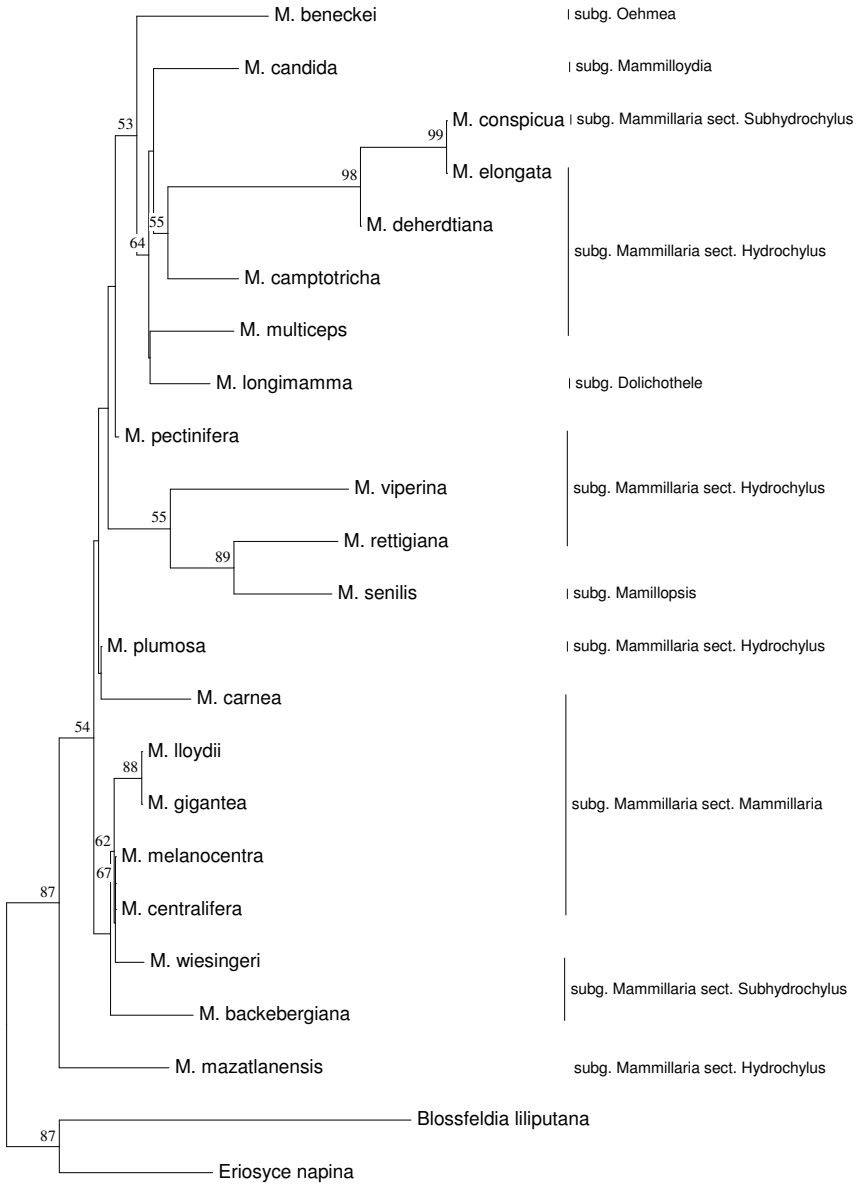 M. beneckei
subg. Oehmea
M. candida
subg. Mammilloydia
53
M. conspicua
subg. Mammillaria sect. Subhydrochylus
99
M. elongata
98
M. deherdtiana
55
64
subg. Mammillaria sect. Hydrochylus
M. camptotricha
M. multiceps
M. longimamma
subg. Dolichothele
M. pectinifera
M. viperina
subg. Mammillaria sect. Hydrochylus
55
M. rettigiana
89
M. senilis
subg. Mamillopsis
M. plumosa
subg. Mammillaria sect. Hydrochylus
M. carnea
54
M. lloydii
88
M. gigantea
subg. Mammillaria sect. Mammillaria
62
M. melanocentra
67
87
M. centralifera
M. wiesingeri
subg. Mammillaria sect. Subhydrochylus
M. backebergiana
M. mazatlanensis
subg. Mammillaria sect. Hydrochylus
Blossfeldia liliputana
87
Eriosyce napina